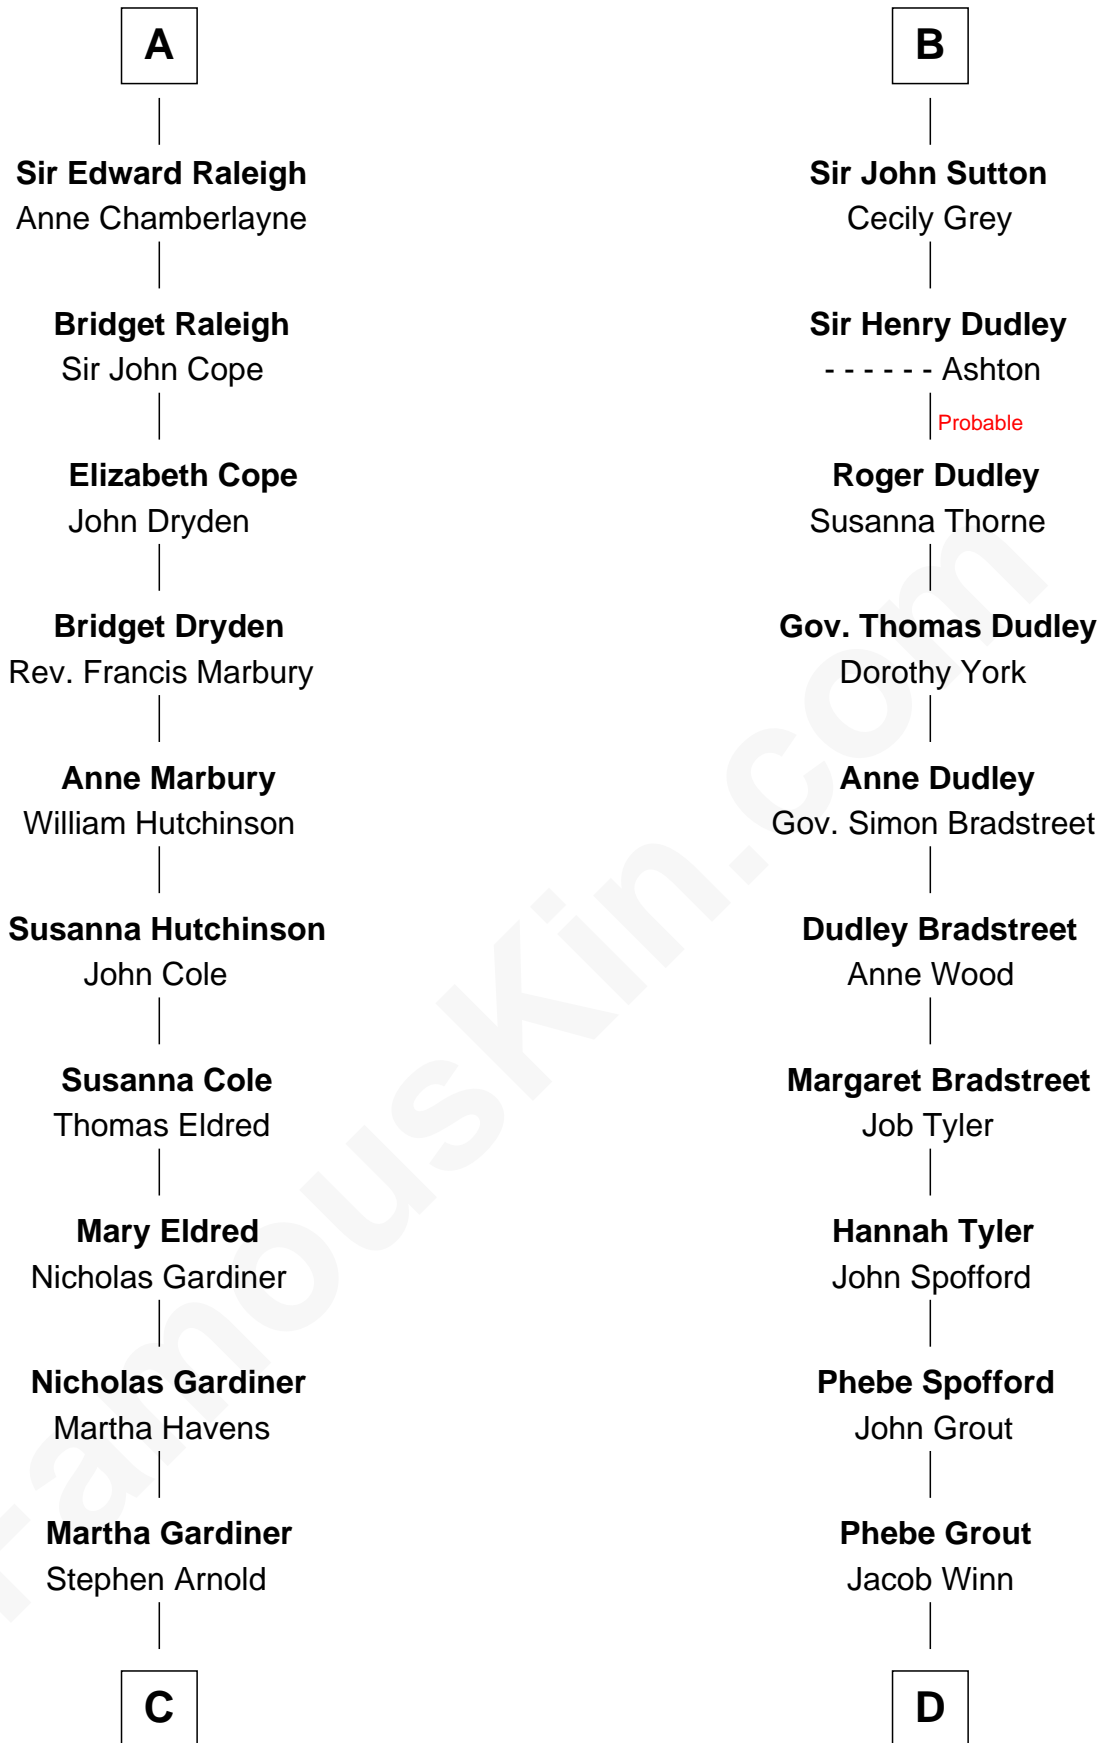 A
Sir Edward Raleigh
Anne Chamberlayne
Bridget Raleigh
Sir John Cope
Elizabeth Cope
John Dryden
Bridget Dryden
Rev. Francis Marbury
Anne Marbury
William Hutchinson
Susanna Hutchinson
John Cole
Susanna Cole
Thomas Eldred
Mary Eldred
Nicholas Gardiner
Nicholas Gardiner
Martha Havens
Martha Gardiner
Stephen Arnold
C
B
Sir John Sutton
Cecily Grey
Sir Henry Dudley
- - - - - - Ashton
Probable
Roger Dudley
Susanna Thorne
Gov. Thomas Dudley
Dorothy York
Anne Dudley
Gov. Simon Bradstreet
Dudley Bradstreet
Anne Wood
Margaret Bradstreet
Job Tyler
Hannah Tyler
John Spofford
Phebe Spofford
John Grout
Phebe Grout
Jacob Winn
D
FamousKin.com